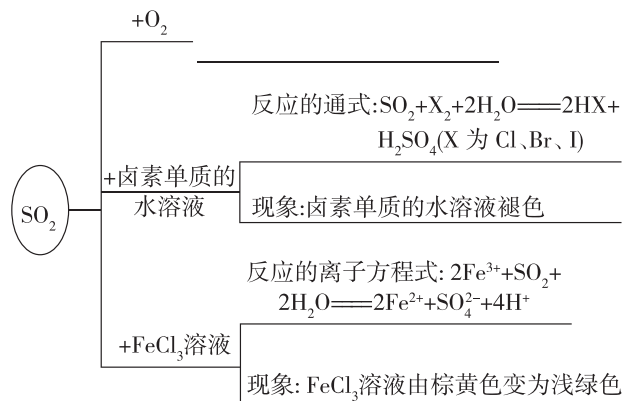 +O₂
反应的通式:SO₂+X₂+2H₂O══2HX+
H₂SO₄(X 为 Cl、Br、I)
+卤素单质的
水溶液
现象:卤素单质的水溶液褪色
SO₂
反应的离子方程式: 2Fe³⁺+SO₂+
2H₂O══2Fe²⁺+SO₄²⁻+4H⁺
+FeCl₃溶液
现象: FeCl₃溶液由棕黄色变为浅绿色